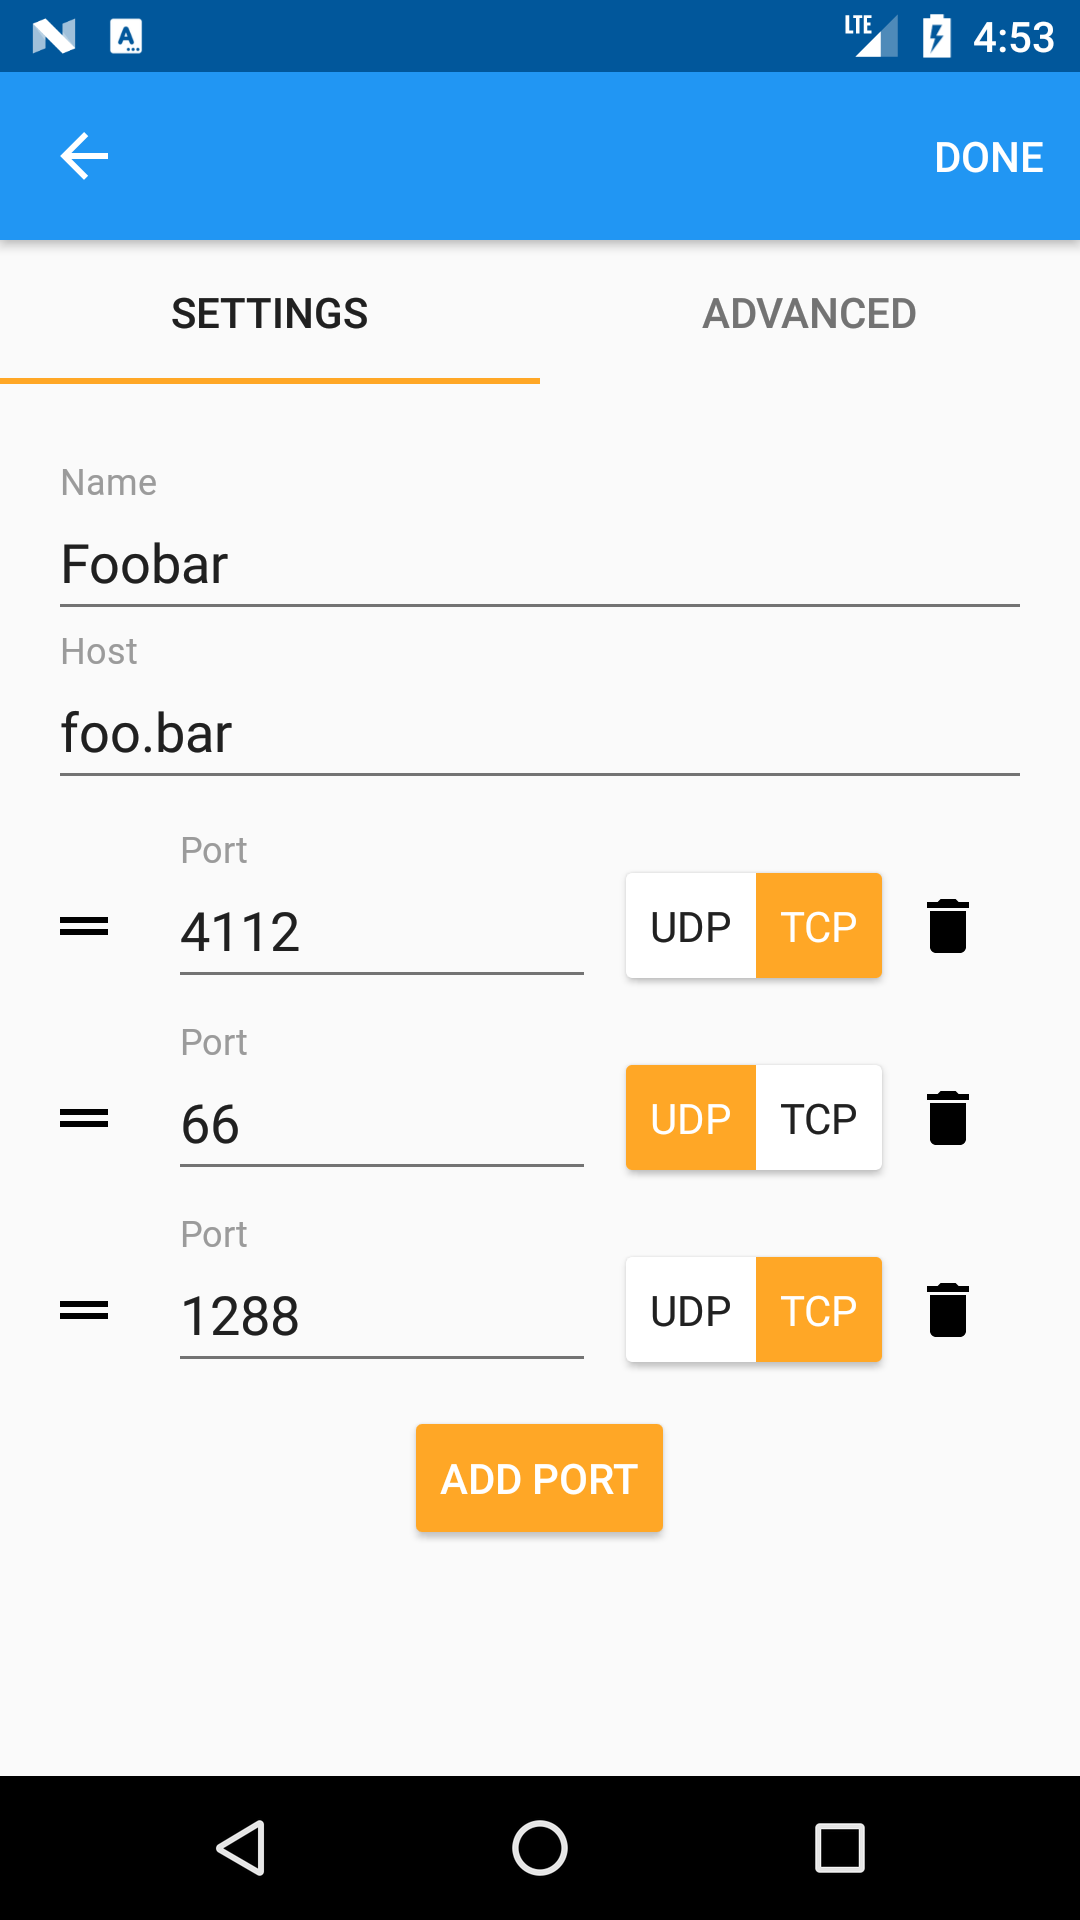 LTE 4:53
DONE
SETTINGS ADVANCED
Name
Foobar
Host
foo.bar
Port
4112 UDP TCP
Port
66 UDP TCP
Port
1288 UDP TCP
ADD PORT